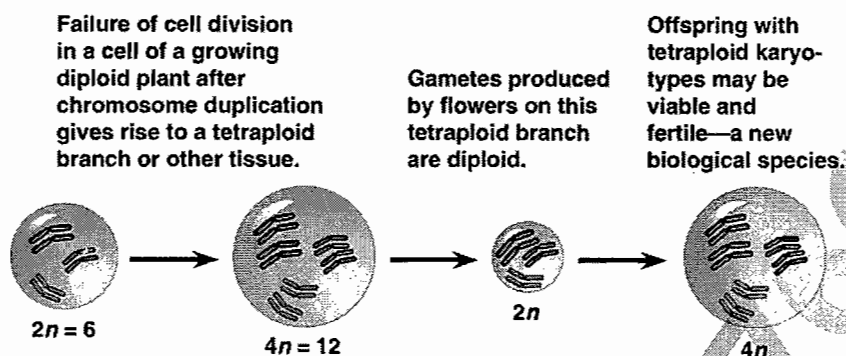 Failure of cell division
in a cell of a growing
diploid plant after
chromosome duplication
gives rise to a tetraploid
branch or other tissue.
Gametes produced
by flowers on this
tetraploid branch
are diploid.
Offspring with
tetraploid karyo-
types may be
viable and
fertile—a new
biological species.
2n = 6
4n = 12
2n
4n